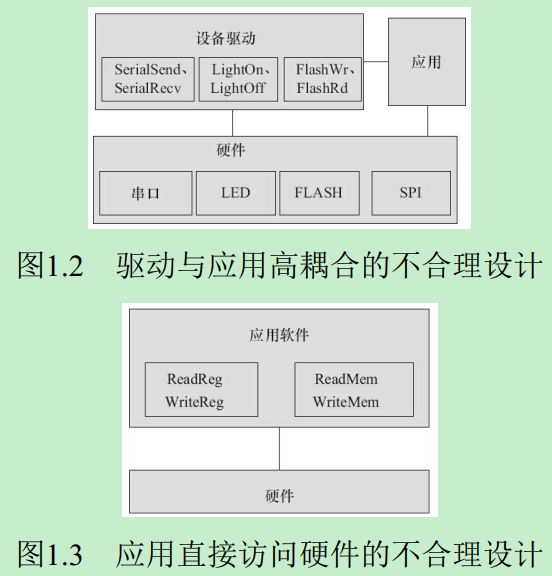 设备驱动
SerialSend、
SerialRecv
LightOn、
LightOff
FlashWr、
FlashRd
应用
硬件
串口
LED
FLASH
SPI
图1.2 驱动与应用高耦合的不合理设计
应用软件
ReadReg
WriteReg
ReadMem
WriteMem
硬件
图1.3 应用直接访问硬件的不合理设计